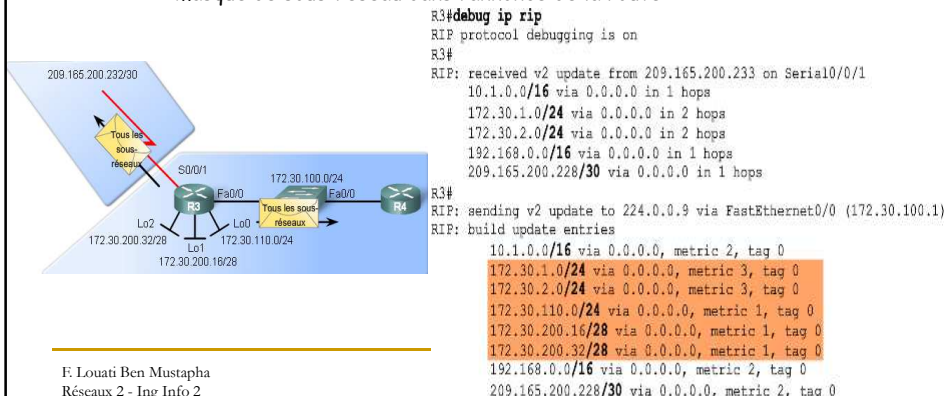 R3#debug ip rip
RIP protocol debugging is on
R3#
RIP: received v2 update from 209.165.200.233 on Serial0/0/1
10.1.0.0/16 via 0.0.0.0 in 1 hops
172.30.1.0/24 via 0.0.0.0 in 2 hops
172.30.2.0/24 via 0.0.0.0 in 2 hops
192.168.0.0/16 via 0.0.0.0 in 1 hops
209.165.200.228/30 via 0.0.0.0 in 1 hops
R3#
RIP: sending v2 update to 224.0.0.9 via FastEthernet0/0 (172.30.100.1)
RIP: build update entries
10.1.0.0/16 via 0.0.0.0, metric 2, tag 0
172.30.1.0/24 via 0.0.0.0, metric 3, tag 0
172.30.2.0/24 via 0.0.0.0, metric 3, tag 0
172.30.110.0/24 via 0.0.0.0, metric 1, tag 0
172.30.200.16/28 via 0.0.0.0, metric 1, tag 0
172.30.200.32/28 via 0.0.0.0, metric 1, tag 0
192.168.0.0/16 via 0.0.0.0, metric 2, tag 0
209.165.200.228/30 via 0.0.0.0, metric 2, tag 0
209.165.200.232/30
Tous les
sous-
réseaux
S0/0/1
172.30.100.0/24
Fa0/0
Fa0/0
R3
Tous les sous-
réseaux
R4
Lo2
Lo0
172.30.200.32/28
172.30.110.0/24
Lo1
172.30.200.16/28
F. Louati Ben Mustapha
Réseaux 2 - Ing Info 2